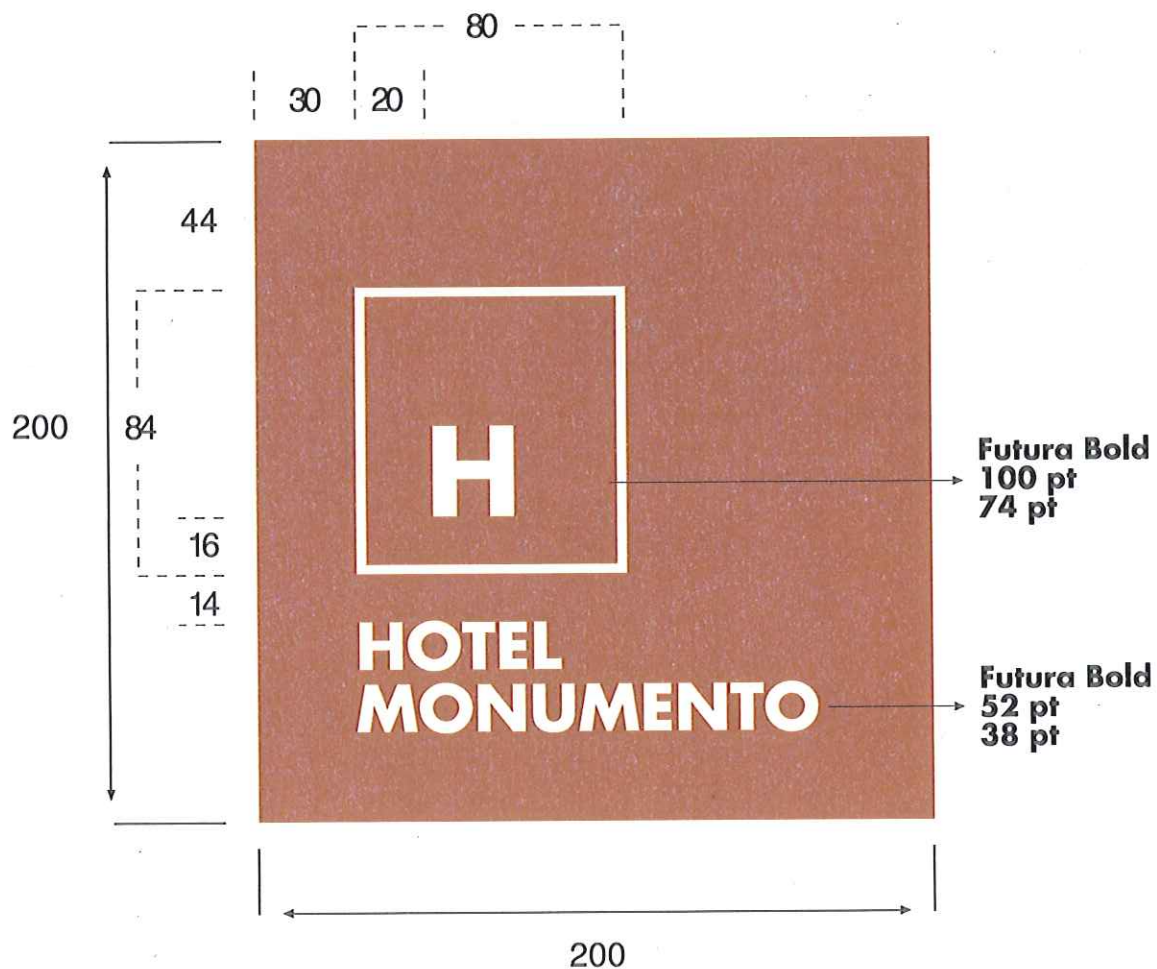 80
30
20
44
200
84
H
Futura Bold
100 pt
74 pt
16
14
HOTEL
MONUMENTO
Futura Bold
52 pt
38 pt
200